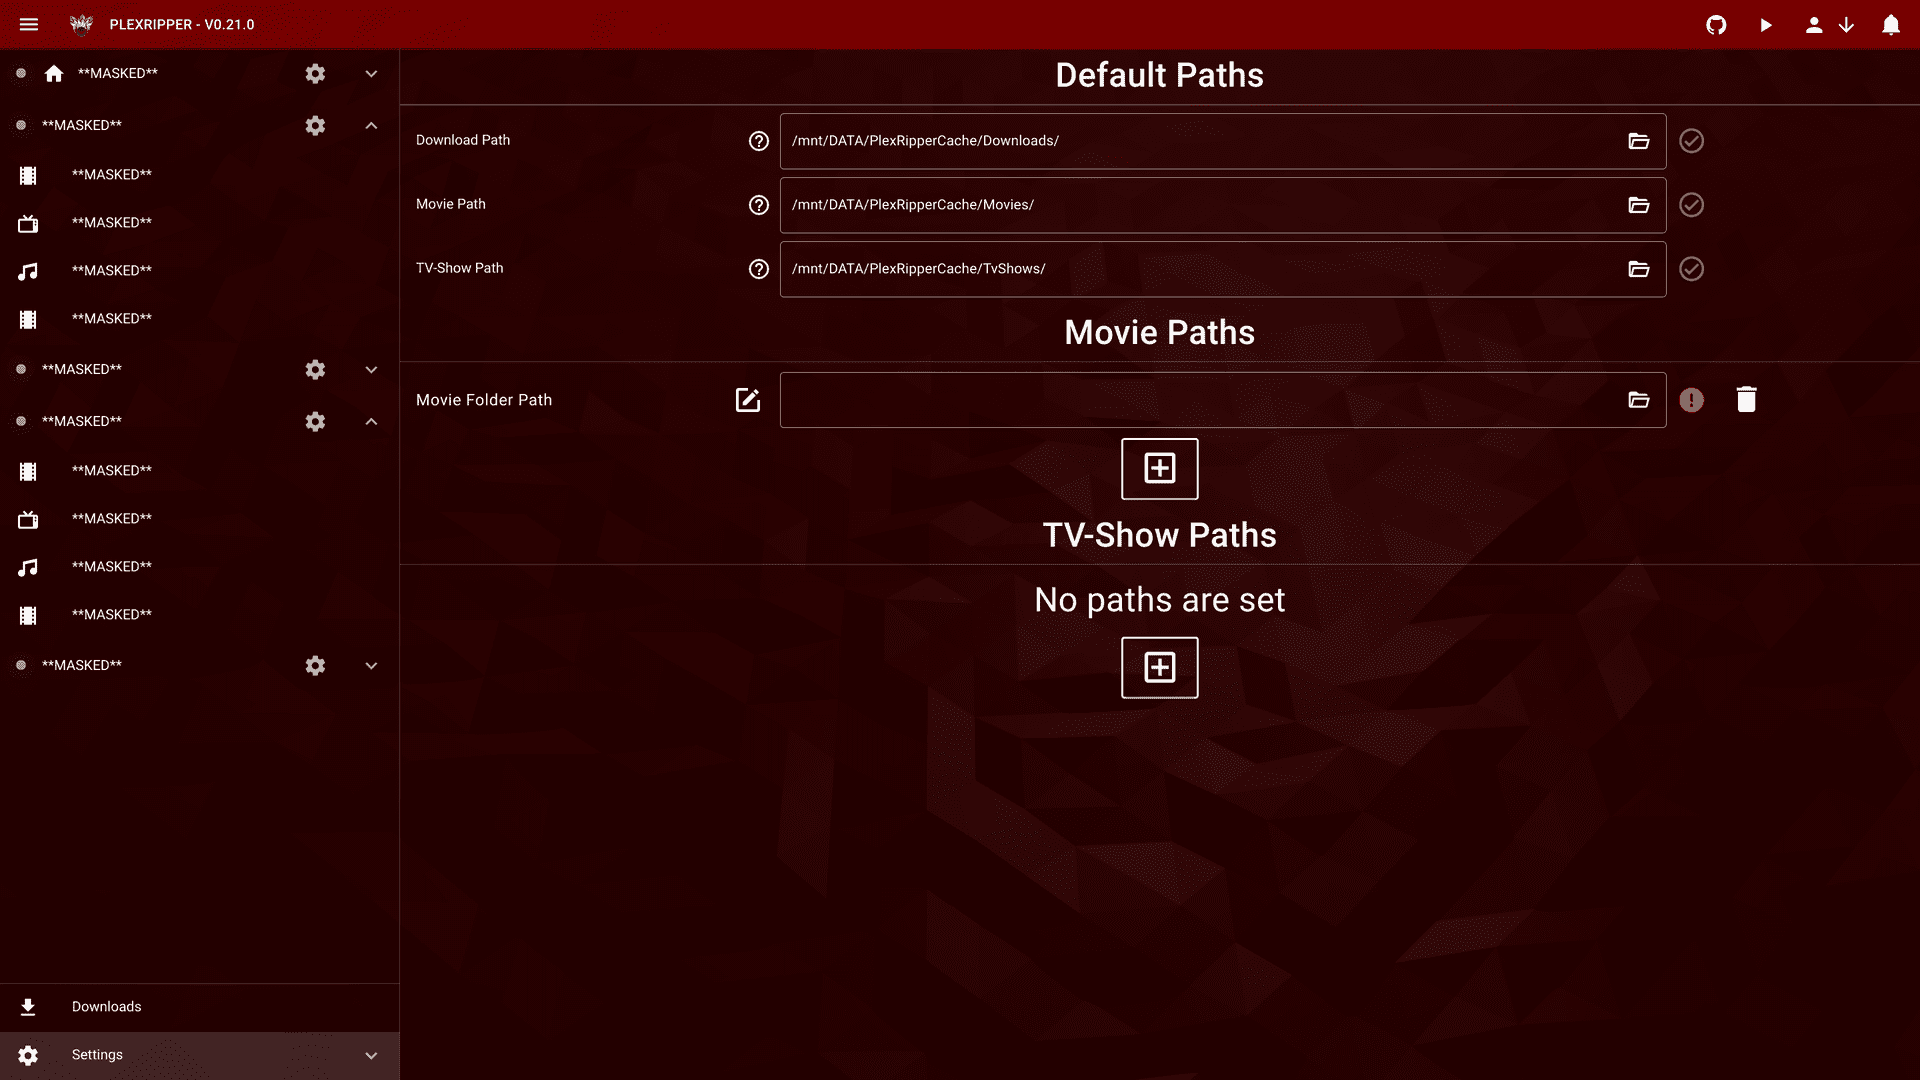 PLEXRIPPER - V0.21.0
**MASKED**
**MASKED**
**MASKED**
**MASKED**
**MASKED**
**MASKED**
**MASKED**
**MASKED**
**MASKED**
**MASKED**
**MASKED**
**MASKED**
**MASKED**
Downloads
Settings
Default Paths
Download Path
/mnt/DATA/PlexRipperCache/Downloads/
Movie Path
/mnt/DATA/PlexRipperCache/Movies/
TV-Show Path
/mnt/DATA/PlexRipperCache/TvShows/
Movie Paths
Movie Folder Path
TV-Show Paths
No paths are set